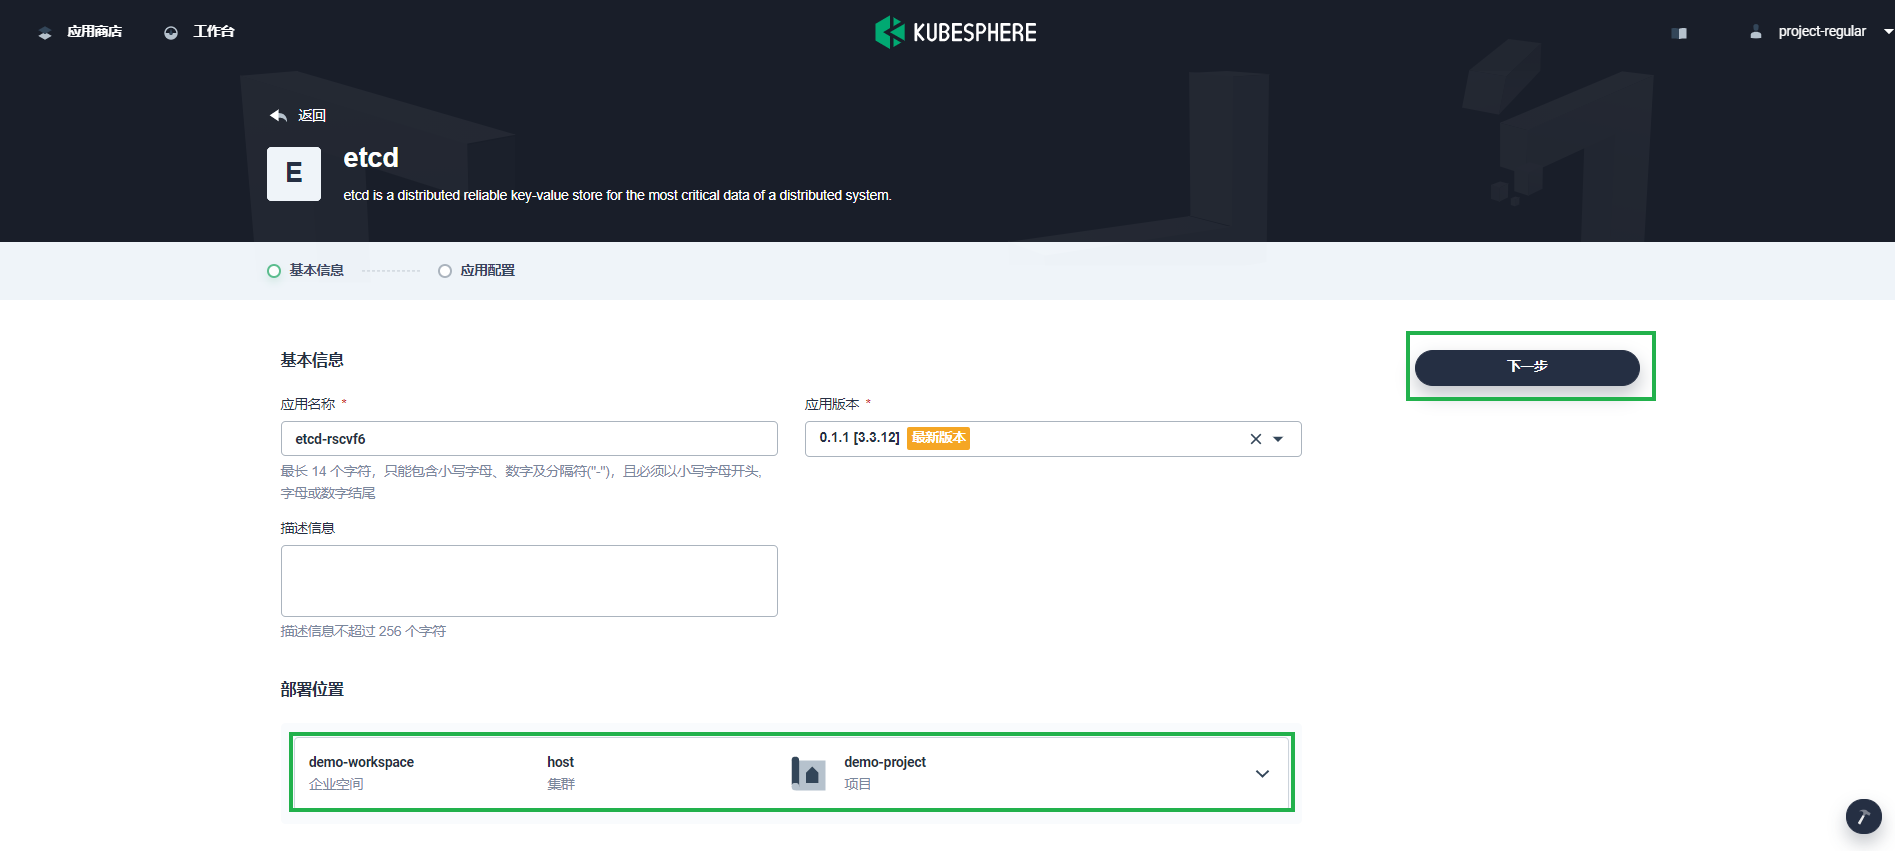 应用商店 工作台 KUBESPHERE project-regular
返回
E
etcd
etcd is a distributed reliable key-value store for the most critical data of a distributed system.
基本信息 应用配置
基本信息
下一步
应用名称 * 应用版本 *
etcd-rscvf6 0.1.1 [3.3.12] 最新版本
最长 14 个字符，只能包含小写字母、数字及分隔符("-")，且必须以小写字母开头,
字母或数字结尾
描述信息
描述信息不超过 256 个字符
部署位置
demo-workspace host demo-project
企业空间 集群 项目